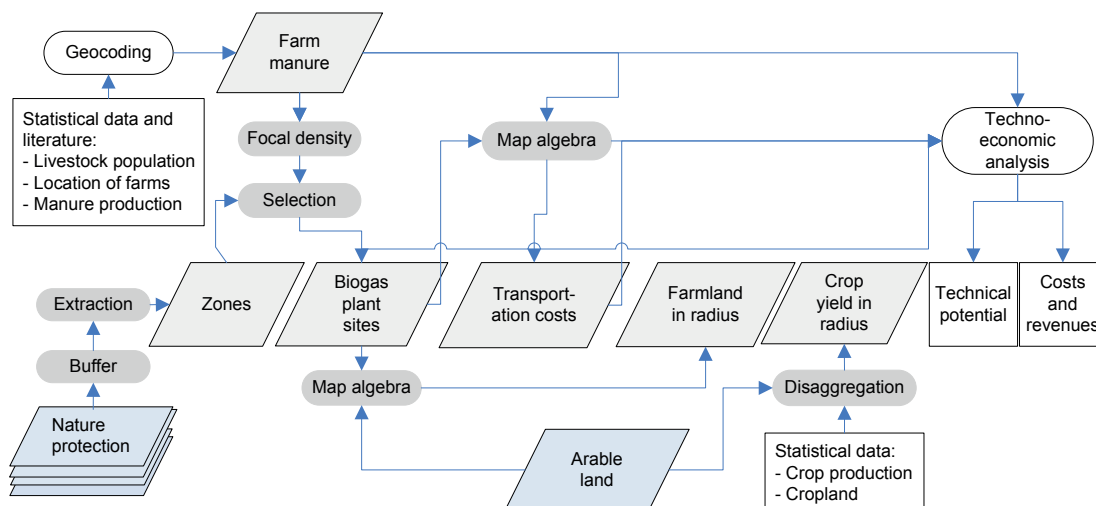 Geocoding
Farm
manure
Statistical data and
literature:
- Livestock population
- Location of farms
- Manure production
Focal density
Selection
Map algebra
Techno-
economic
analysis
Extraction
Buffer
Nature
protection
Zones
Biogas
plant
sites
Transport-
ation costs
Farmland
in radius
Crop
yield in
radius
Technical
potential
Costs
and
revenues
Map algebra
Disaggregation
Arable
land
Statistical data:
- Crop production
- Cropland